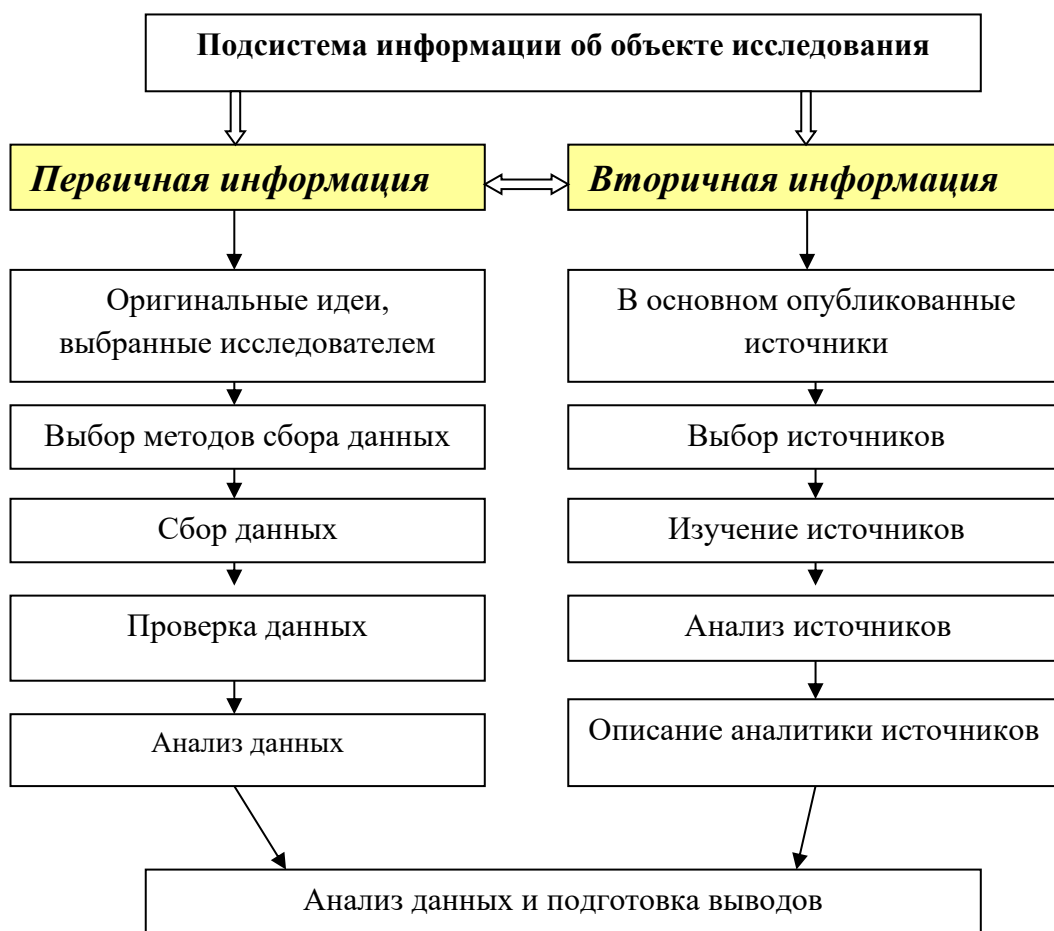 Подсистема информации об объекте исследования
Первичная информация
Вторичная информация
Оригинальные идеи,
выбранные исследователем
В основном опубликованные
источники
Выбор методов сбора данных
Выбор источников
Сбор данных
Изучение источников
Проверка данных
Анализ источников
Анализ данных
Описание аналитики источников
Анализ данных и подготовка выводов